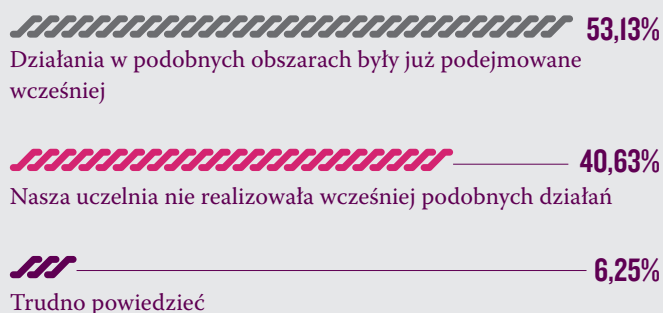 53,13%
Działania w podobnych obszarach były już podejmowane
wcześniej
40,63%
Nasza uczelnia nie realizowała wcześniej podobnych działań
6,25%
Trudno powiedzieć